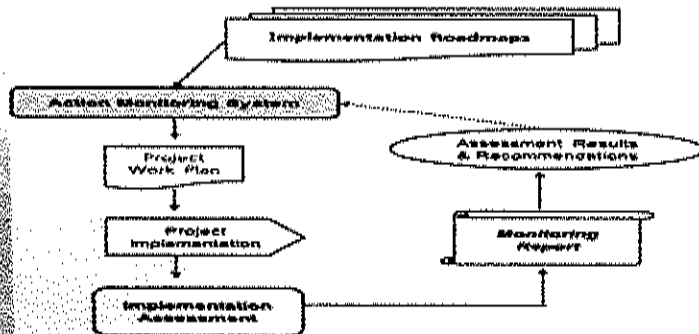 Implementation Roadmaps
Action Monitoring System
Project
Work Plan
Assessment Results
& Recommendations
Project
Implementation
Monitoring
Report
Implementation
Assessment